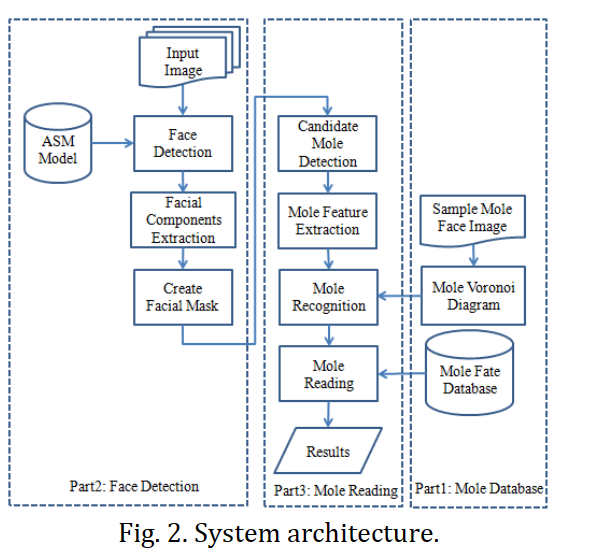 Input
Image
ASM
Model
Face
Detection
Facial
Components
Extraction
Create
Facial Mask
Part2: Face Detection
Candidate
Mole
Detection
Mole Feature
Extraction
Mole
Recognition
Mole
Reading
Results
Part3: Mole Reading
Sample Mole
Face Image
Mole Voronoi
Diagram
Mole Fate
Database
Part1: Mole Database
Fig. 2. System architecture.